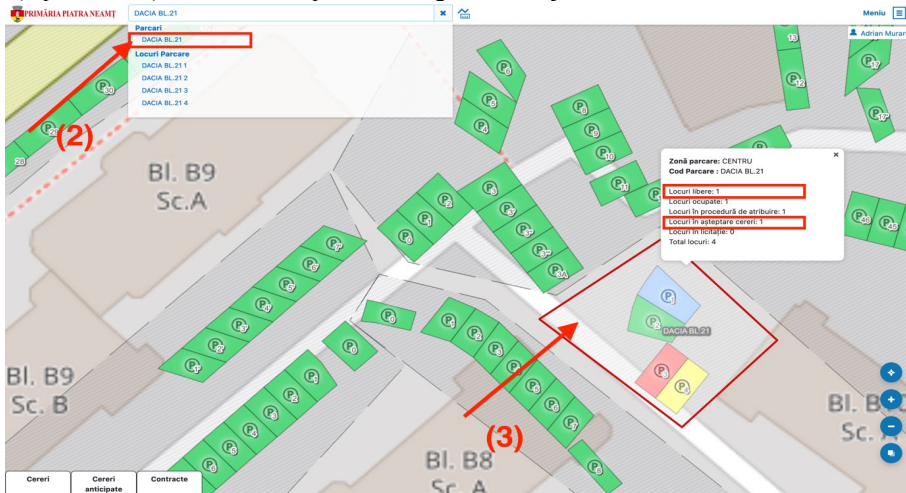 PRIMĂRIA PIATRA NEAMȚ
DACIA BL.21
Meniu
Adrian Murar
Parcari
DACIA BL.21
Locuri Parcare
DACIA BL.21 1
DACIA BL.21 2
DACIA BL.21 3
DACIA BL.21 4
(2)
Bl. B9
Sc.A
Zonă parcare: CENTRU
Cod Parcare : DACIA BL.21
Locuri libere: 1
Locuri ocupate: 1
Locuri în procedură de atribuire: 1
Locuri în așteptare cereri: 1
Locuri în licitație: 0
Total locuri: 4
DACIA BL.21
Bl. B9
Sc. B
(3)
Bl. B8
Sc. A
Cereri
Cereri
anticipate
Contracte